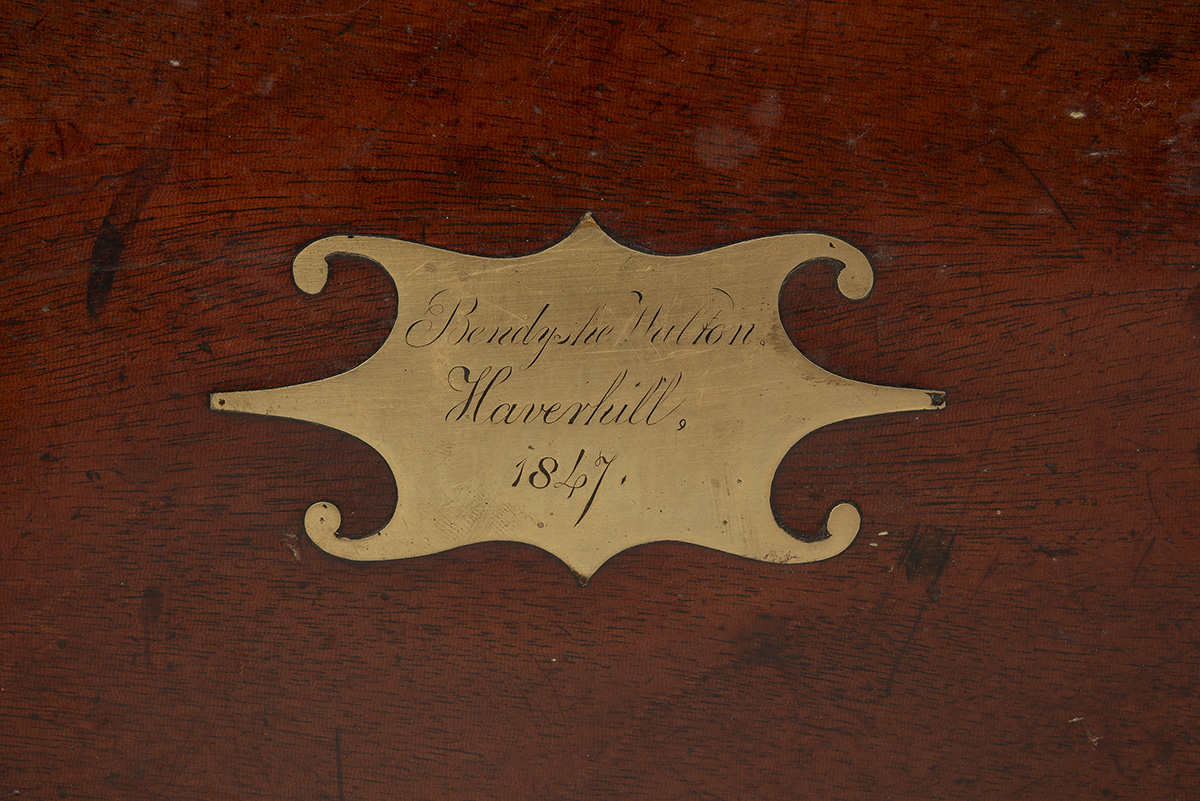 Bendyshe Walton.
Haverhill,
1847.